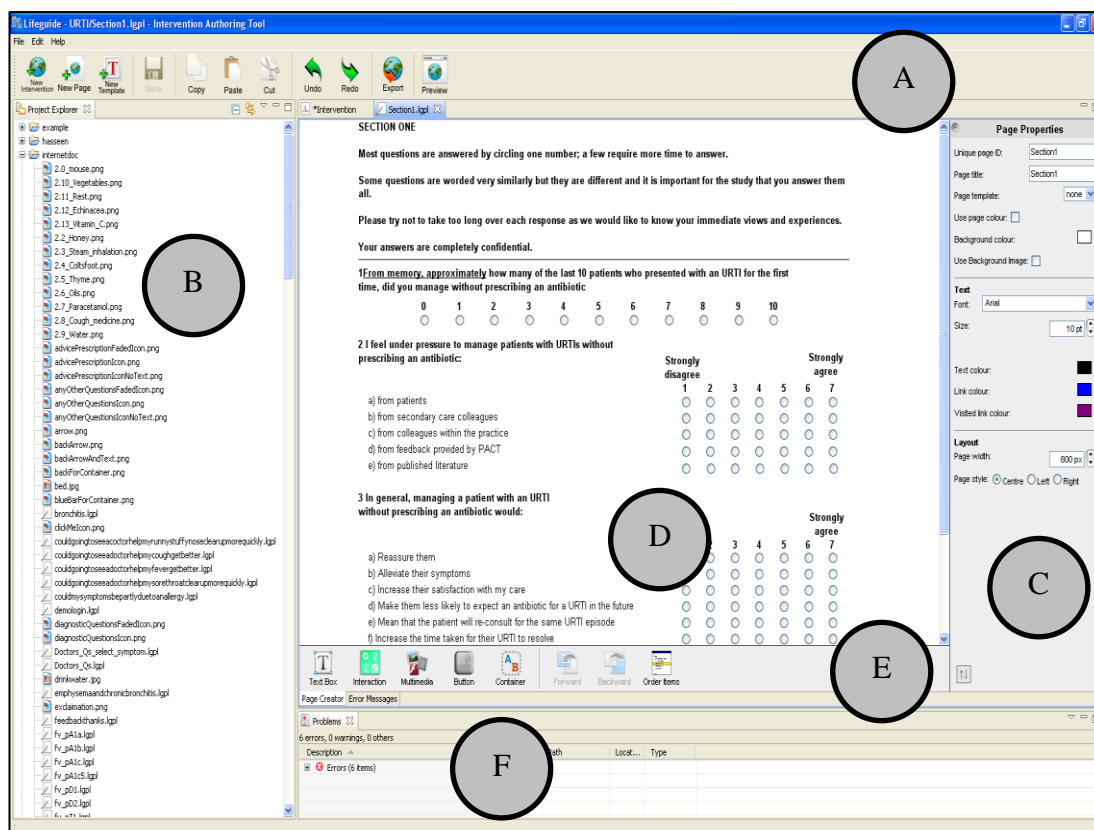 Lifeguide - URTI/Section1.lgpl - Intervention Authoring Tool
File Edit Help
New Intervention New Page New Template Save Copy Paste Cut Undo Redo Export Preview
A
Project Explorer
*Intervention Section1.lgpl
example
hasseen
internetdoc
2.0_mouse.png
2.10_Vegetables.png
2.11_Rest.png
2.12_Echinacea.png
2.13_Vitamin_C.png
2.2_Honey.png
2.3_Steam_inhalation.png
2.4_Coltsfoot.png
2.5_Thyme.png
2.6_Oils.png
2.7_Paracetamol.png
2.8_Cough_medicine.png
2.9_Water.png
advicePrescriptionFadedIcon.png
advicePrescriptionIcon.png
advicePrescriptionIconNoText.png
anyOtherQuestionsFadedIcon.png
anyOtherQuestionsIcon.png
anyOtherQuestionsIconNoText.png
arrow.png
backArrow.png
backArrowAndText.png
backForContainer.png
bed.jpg
blueBarForContainer.png
bronchitis.lgpl
clickMeIcon.png
couldgoingtoseeacoctorhelpmyrunnystuffynoseclearupmorequickly.lgpl
couldgoingtoseeadoctorhelpmycoughgetbetter.lgpl
couldgoingtoseeadoctorhelpmyfevergetbetter.lgpl
couldgoingtoseeadoctorhelpmysorethroatclearupmorequickly.lgpl
couldmysymptomsbepartlyduetoanallergy.lgpl
demologin.lgpl
diagnosticQuestionsFadedIcon.png
diagnosticQuestionsIcon.png
Doctors_Qs_select_symptom.lgpl
Doctors_Qs.lgpl
drinkwater.jpg
emphysemaandchronicbronchitis.lgpl
exclaimation.png
feedbackthanks.lgpl
fv_pA1a.lgpl
fv_pA1b.lgpl
fv_pA1c.lgpl
fv_pA1c5.lgpl
fv_pD1.lgpl
fv_pD2.lgpl
B
SECTION ONE
Most questions are answered by circling one number; a few require more time to answer.
Some questions are worded very similarly but they are different and it is important for the study that you answer them
all.
Please try not to take too long over each response as we would like to know your immediate views and experiences.
Your answers are completely confidential.
1From memory, approximately how many of the last 10 patients who presented with an URTI for the first
time, did you manage without prescribing an antibiotic
0 1 2 3 4 5 6 7 8 9 10
2 I feel under pressure to manage patients with URTIs without
prescribing an antibiotic:
Strongly disagree Strongly agree
1 2 3 4 5 6 7
a) from patients
b) from secondary care colleagues
c) from colleagues within the practice
d) from feedback provided by PACT
e) from published literature
3 In general, managing a patient with an URTI
without prescribing an antibiotic would:
D
Strongly
agree
3 4 5 6 7
a) Reassure them
b) Alleviate their symptoms
c) Increase their satisfaction with my care
d) Make them less likely to expect an antibiotic for a URTI in the future
e) Mean that the patient will re-consult for the same URTI episode
f) Increase the time taken for their URTI to resolve
Text Box Interaction Multimedia Button Container Forward Backward Order Items
E
Page Creator Error Messages
Page Properties
Unique page ID: Section1
Page title: Section1
Page template: none
Use page colour:
Background colour:
Use Background Image:
Text
Font: Arial
Size: 10 pt
Text colour:
Link colour:
Visited link colour:
Layout
Page width: 800 px
Page style: Centre Left Right
C
Problems
6 errors, 0 warnings, 0 others
Description Locat... Type
Errors (6 items)
F